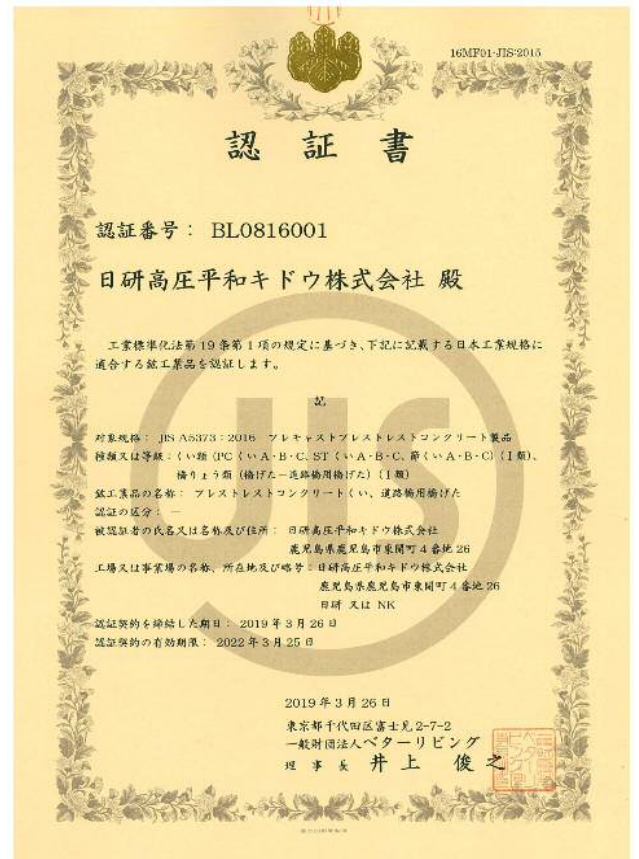 16MF01-JIS:2015
認証書
認証番号： BL0816001
日研高圧平和キドウ株式会社 殿
工業標準化法第19条第1項の規定に基づき、下記に記載する日本工業規格に
適合する鉱工業品を認証します。
記
JIS
対象規格： JIS A5373：2016 プレキャストプレストレストコンクリート製品
種類又は等級：くい類（PCくいA・B・C、STくいA・B・C、節くいA・B・C）（Ⅰ類）、
橋りょう類（橋げた－道路橋用橋げた）（Ⅰ類）
鉱工業品の名称： プレストレストコンクリートくい、道路橋用橋げた
認証の区分： －
被認証者の氏名又は名称及び住所： 日研高圧平和キドウ株式会社
鹿児島県鹿児島市東開町4番地26
工場又は事業場の名称、所在地及び略号：日研高圧平和キドウ株式会社
鹿児島県鹿児島市東開町4番地26
日研 又は NK
認証契約を締結した期日： 2019年3月26日
認証契約の有効期限： 2022年3月25日
2019年3月26日
東京都千代田区富士見2-7-2
一般財団法人ベターリビング
理事長 井上 俊之